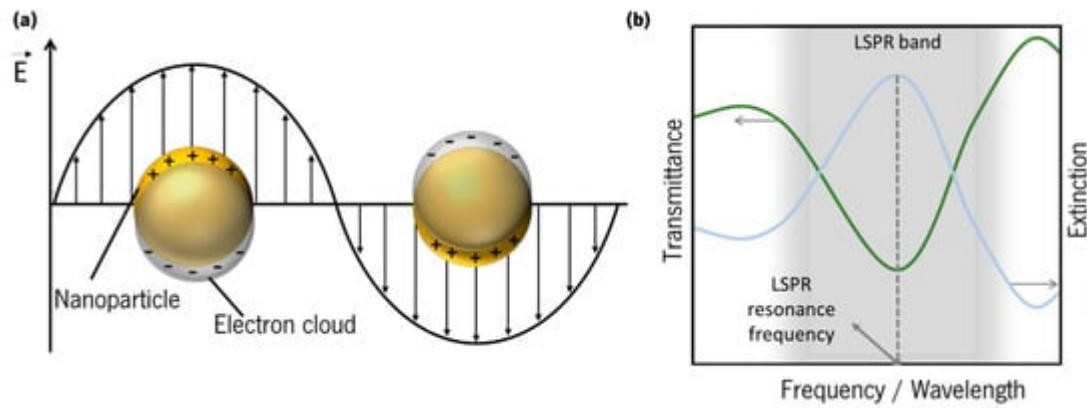 (a)
E
+ + + + +
- - - - -
Nanoparticle
Electron cloud
- - - - -
+ + + + +
(b)
LSPR band
Transmittance
Extinction
LSPR
resonance
frequency
Frequency / Wavelength